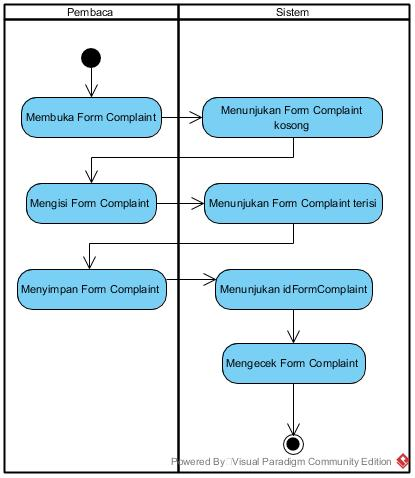 Pembaca
Sistem
Membuka Form Complaint
Menunjukan Form Complaint
kosong
Mengisi Form Complaint
Menunjukan Form Complaint terisi
Menyimpan Form Complaint
Menunjukan idFormComplaint
Mengecek Form Complaint
Powered By Visual Paradigm Community Edition